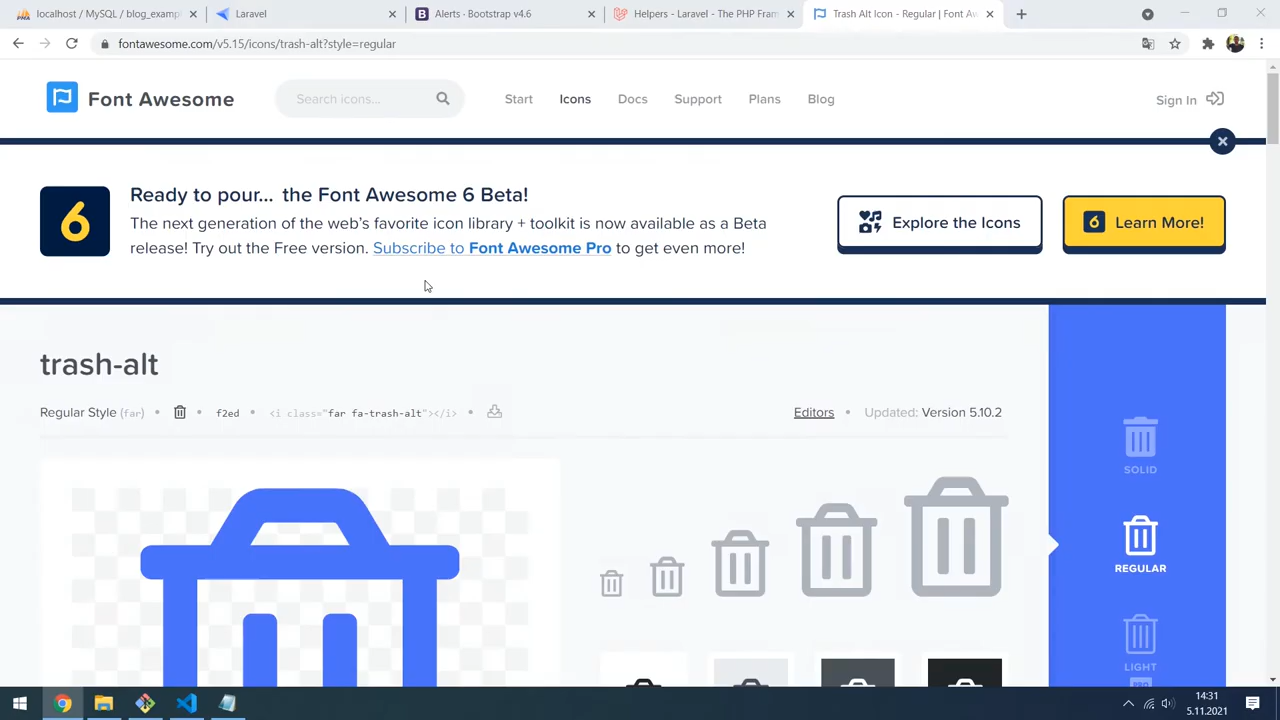 localhost / MySQL / blog_exampl
Laravel
Alerts · Bootstrap v4.6
Helpers - Laravel - The PHP Fram
Trash Alt Icon - Regular | Font Aw
fontawesome.com/v5.15/icons/trash-alt?style=regular
Font Awesome
Search icons...
Start
Icons
Docs
Support
Plans
Blog
Sign In
6
Ready to pour... the Font Awesome 6 Beta!
The next generation of the web's favorite icon library + toolkit is now available as a Beta
release! Try out the Free version. Subscribe to Font Awesome Pro to get even more!
Explore the Icons
6 Learn More!
trash-alt
Regular Style (far) • • f2ed • <i class="far fa-trash-alt"></i> •
Editors • Updated: Version 5.10.2
SOLID
REGULAR
LIGHT
PRO
14:31
5.11.2021